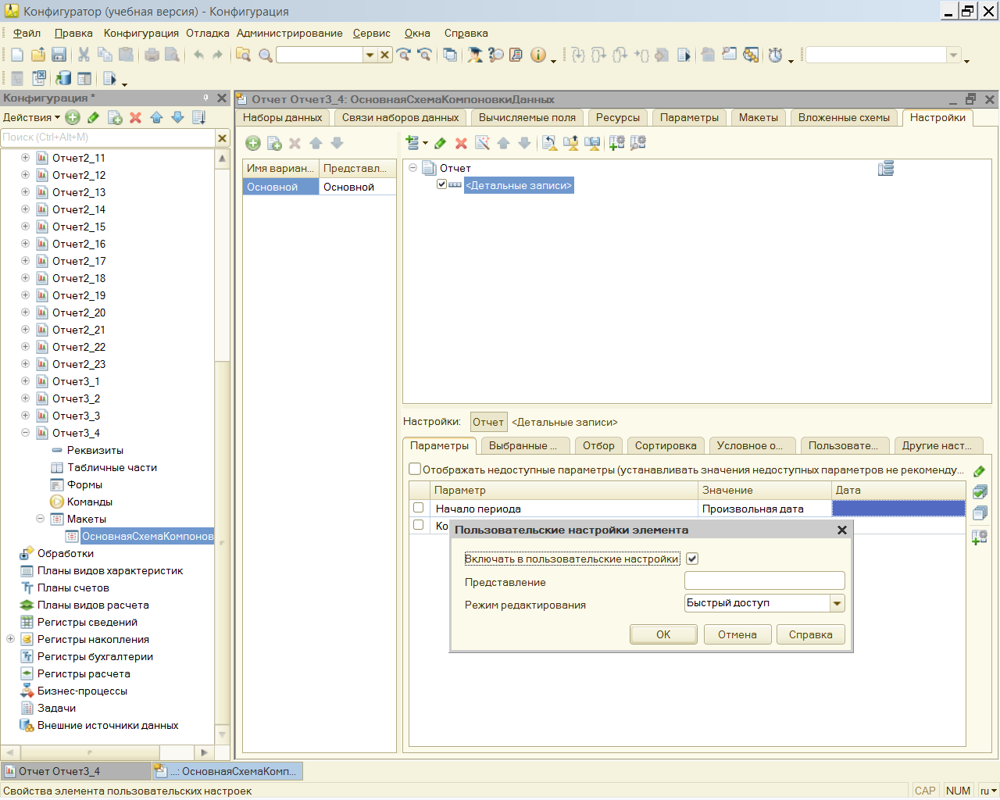 Конфигуратор (учебная версия) - Конфигурация
Файл Правка Конфигурация Отладка Администрирование Сервис Окна Справка
Конфигурация *
Действия
Поиск (Ctrl+Alt+M)
Отчет2_11
Отчет2_12
Отчет2_13
Отчет2_14
Отчет2_15
Отчет2_16
Отчет2_17
Отчет2_18
Отчет2_19
Отчет2_20
Отчет2_21
Отчет2_22
Отчет2_23
Отчет3_1
Отчет3_2
Отчет3_3
Отчет3_4
Реквизиты
Табличные части
Формы
Команды
Макеты
ОсновнаяСхемаКомпонов
Обработки
Планы видов характеристик
Планы счетов
Планы видов расчета
Регистры сведений
Регистры накопления
Регистры бухгалтерии
Регистры расчета
Бизнес-процессы
Задачи
Внешние источники данных
Отчет Отчет3_4: ОсновнаяСхемаКомпоновкиДанных
Наборы данных Связи наборов данных Вычисляемые поля Ресурсы Параметры Макеты Вложенные схемы Настройки
Имя вариан... Представл...
Основной Основной
Отчет
<Детальные записи>
Настройки: Отчет <Детальные записи>
Параметры Выбранные ... Отбор Сортировка Условное о... Пользовате... Другие наст...
Отображать недоступные параметры (устанавливать значения недоступных параметров не рекоменду...
Параметр Значение Дата
Начало периода Произвольная дата
Ко
Пользовательские настройки элемента
Включать в пользовательские настройки
Представление
Режим редактирования Быстрый доступ
OK Отмена Справка
Отчет Отчет3_4 ...: ОсновнаяСхемаКомп...
Свойства элемента пользовательских настроек CAP NUM ru